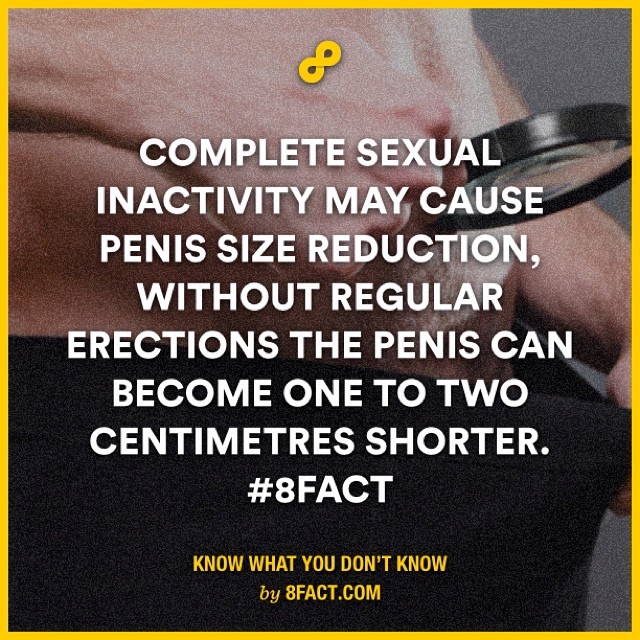 COMPLETE SEXUAL
INACTIVITY MAY CAUSE
PENIS SIZE REDUCTION,
WITHOUT REGULAR
ERECTIONS THE PENIS CAN
BECOME ONE TO TWO
CENTIMETRES SHORTER.
#8FACT
KNOW WHAT YOU DON'T KNOW
by 8FACT.COM